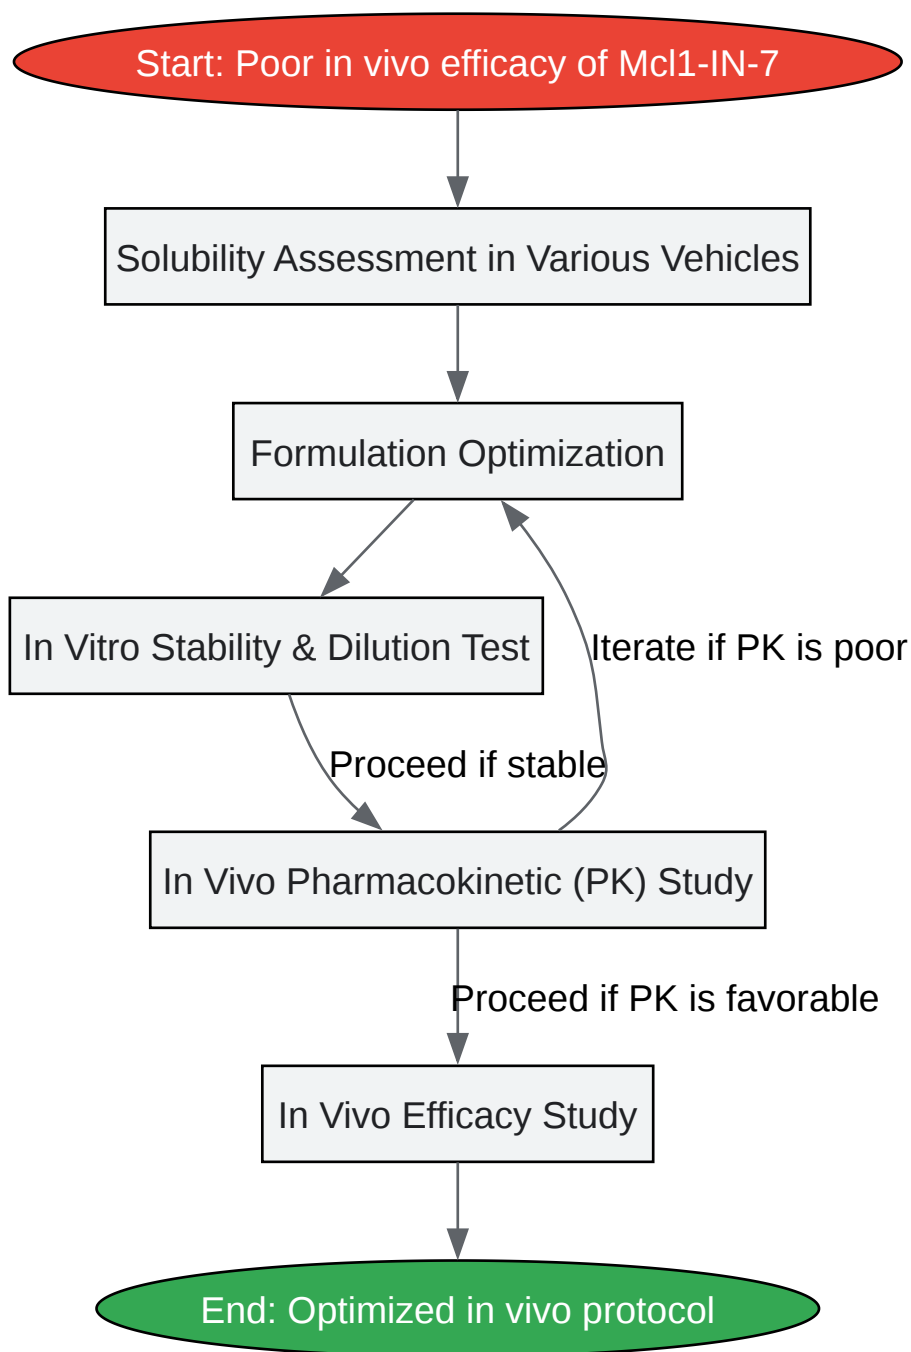 Start: Poor in vivo efficacy of Mcl1-IN-7
Solubility Assessment in Various Vehicles
Formulation Optimization
In Vitro Stability & Dilution Test
Iterate if PK is poor
Proceed if stable
In Vivo Pharmacokinetic (PK) Study
Proceed if PK is favorable
In Vivo Efficacy Study
End: Optimized in vivo protocol